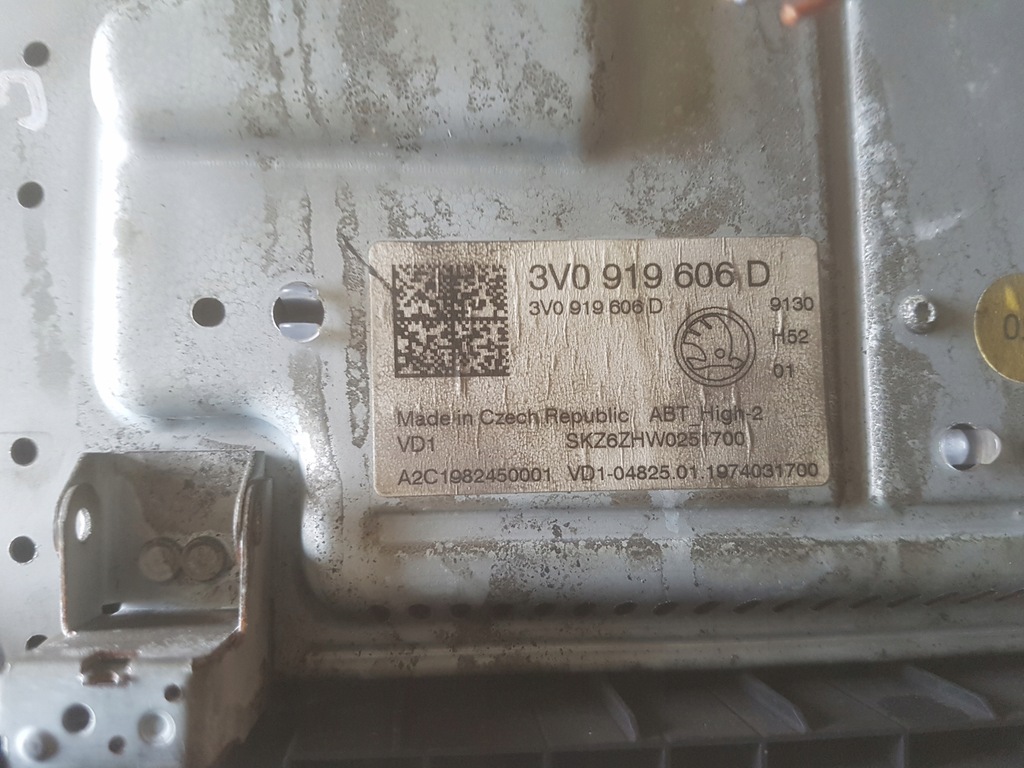 3V0 919 606 D
3V0 919 606 D
9130
H52
01
Made in Czech Republic ABT_High-2
VD1 SKZ6ZHW0251700
A2C1982450001 VD1-04825.01.1974031700